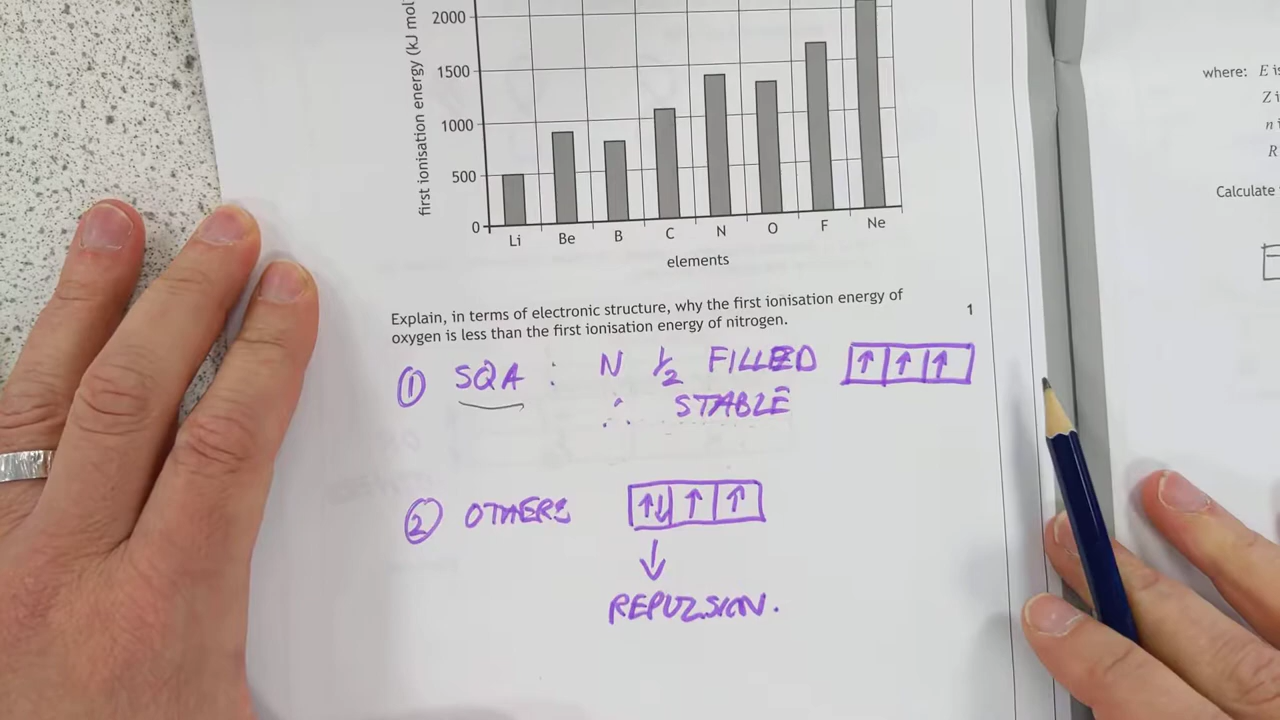 first ionisation energy (kJ mol
2000
1500
1000
500
0
Li Be B C N O F Ne
elements
Explain, in terms of electronic structure, why the first ionisation energy of
oxygen is less than the first ionisation energy of nitrogen.
1
① SQA : N ½ FILLED ↑ ↑ ↑
∴ STABLE
② OTHERS ↑↓ ↑ ↑
↓
REPULSION.
where: E is
Z i
n i
R
Calculate